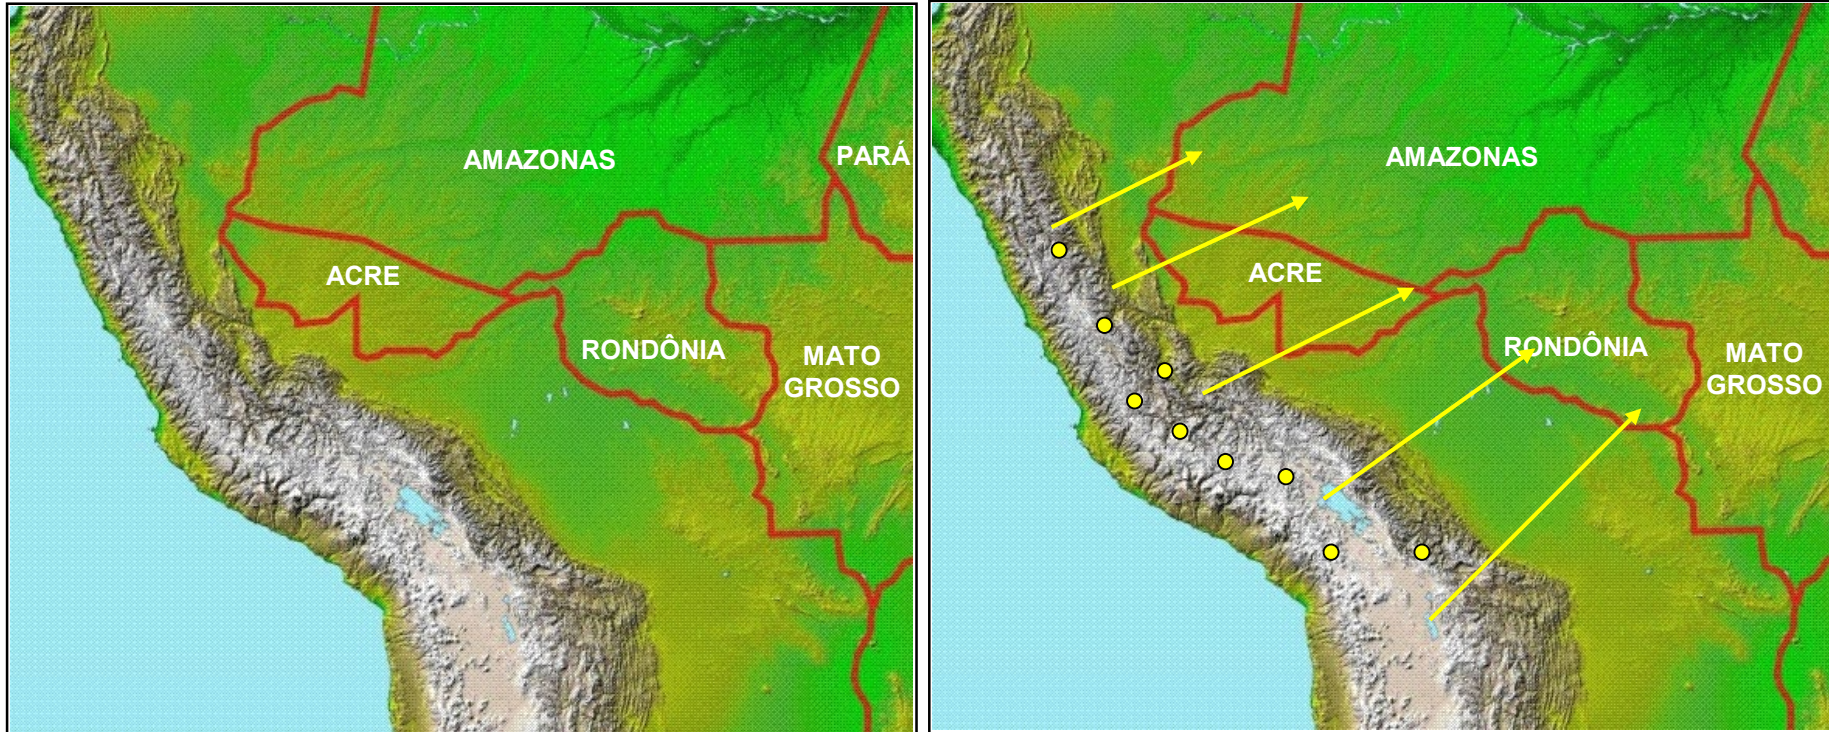 AMAZONAS
PARÁ
ACRE
RONDÔNIA
MATO
GROSSO
AMAZONAS
ACRE
RONDÔNIA
MATO
GROSSO